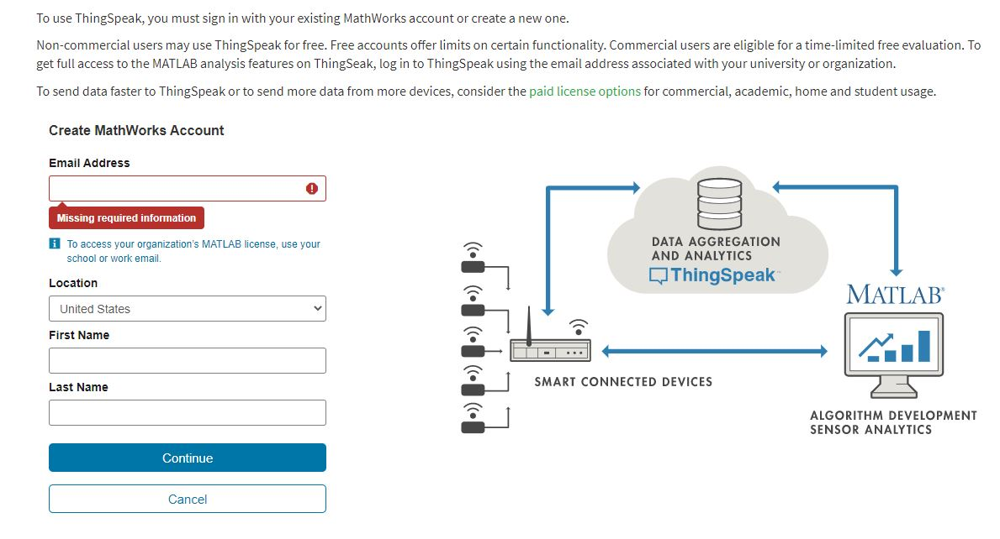 To use ThingSpeak, you must sign in with your existing MathWorks account or create a new one.
Non-commercial users may use ThingSpeak for free. Free accounts offer limits on certain functionality. Commercial users are eligible for a time-limited free evaluation. To
get full access to the MATLAB analysis features on ThingSeak, log in to ThingSpeak using the email address associated with your university or organization.
To send data faster to ThingSpeak or to send more data from more devices, consider the paid license options for commercial, academic, home and student usage.
Create MathWorks Account
Email Address
Missing required information
To access your organization's MATLAB license, use your
school or work email.
Location
United States
First Name
Last Name
Continue
Cancel
DATA AGGREGATION
AND ANALYTICS
ThingSpeak™
MATLAB®
SMART CONNECTED DEVICES
ALGORITHM DEVELOPMENT
SENSOR ANALYTICS